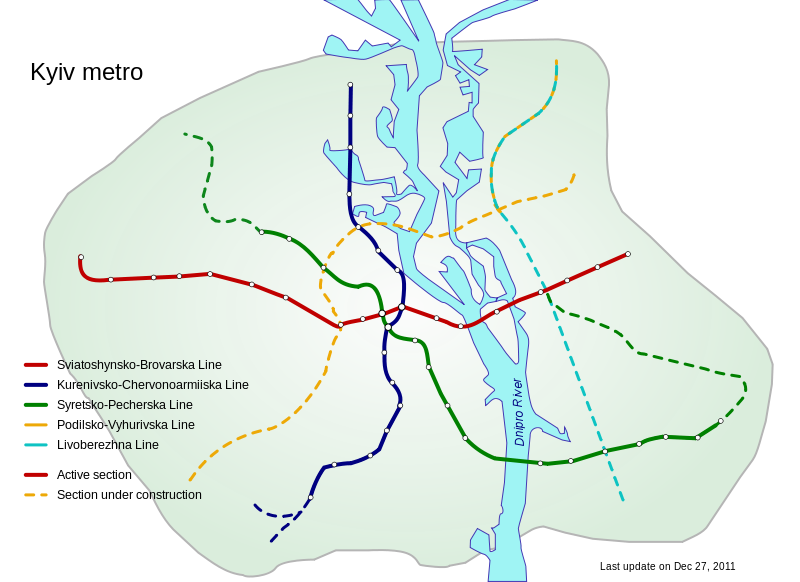 Kyiv metro
Sviatoshynsko-Brovarska Line
Kurenivsko-Chervonoarmiiska Line
Syretsko-Pecherska Line
Podilsko-Vyhurivska Line
Livoberezhna Line
Active section
Section under construction
Dnipro River
Last update on Dec 27, 2011